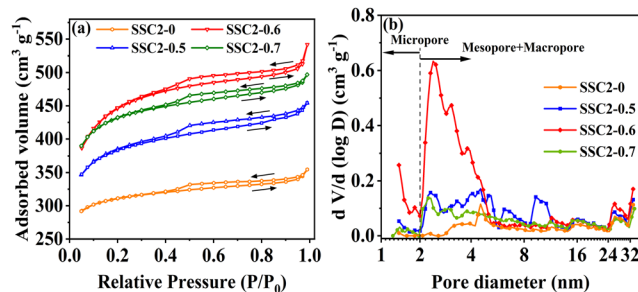 (a)
SSC2-0
SSC2-0.6
SSC2-0.5
SSC2-0.7
Adsorbed volume (cm³ g⁻¹)
550
500
450
400
350
300
250
0.0 0.2 0.4 0.6 0.8 1.0
Relative Pressure (P/P₀)
(b)
Micropore
Mesopore+Macropore
SSC2-0
SSC2-0.5
SSC2-0.6
SSC2-0.7
d V/d (log D) (cm³ g⁻¹)
0.8
0.6
0.4
0.2
0.0
1 2 4 8 16 24 32
Pore diameter (nm)